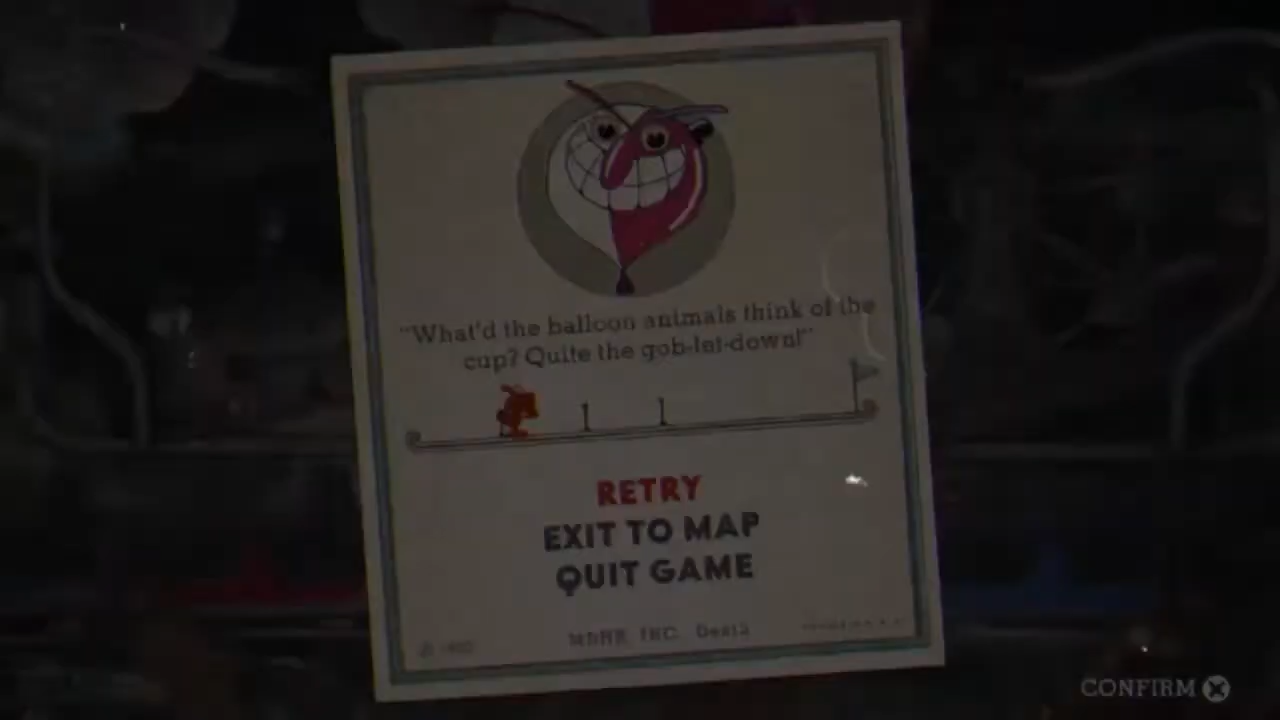 "What'd the balloon animals think of the
cup? Quite the gob-let-down!"
RETRY
EXIT TO MAP
QUIT GAME
MDHR INC.
CONFIRM